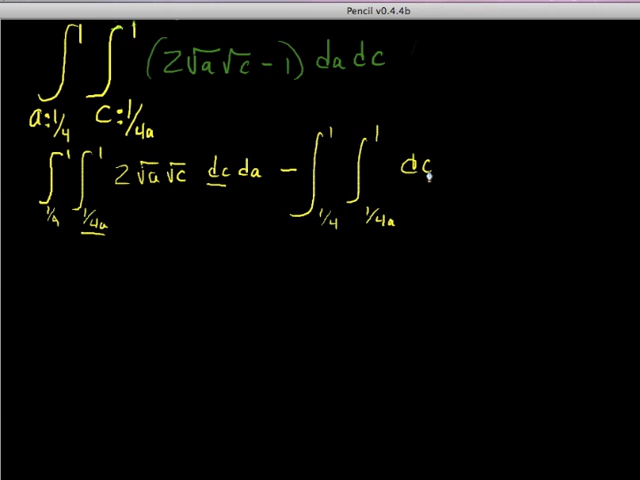 Pencil v0.4.4b
∫ 1 ∫ 1 (2√a√c - 1) da dc
a:1/4 c:1/4a
∫ 1 ∫ 1 2√a√c dc da - ∫ 1 ∫ 1 dc
1/4 1/4a 1/4 1/4a